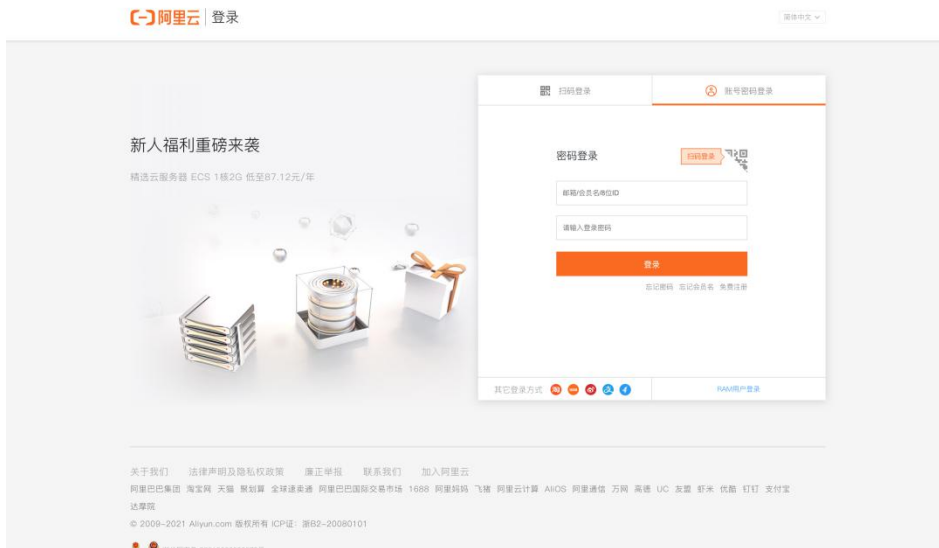 (-)阿里云 登录
简体中文
扫码登录
账号密码登录
新人福利重磅来袭
精选云服务器 ECS 1核2G 低至87.12元/年
密码登录
扫码登录
邮箱/会员名/8位ID
请输入登录密码
登录
忘记密码 忘记会员名 免费注册
其它登录方式
RAM用户登录
关于我们 法律声明及隐私权政策 廉正举报 联系我们 加入阿里云
阿里巴巴集团 淘宝网 天猫 聚划算 全球速卖通 阿里巴巴国际交易市场 1688 阿里妈妈 飞猪 阿里云计算 AliOS 阿里通信 万网 高德 UC 友盟 虾米 优酷 钉钉 支付宝
达摩院
© 2009-2021 Aliyun.com 版权所有 ICP证: 浙B2-20080101